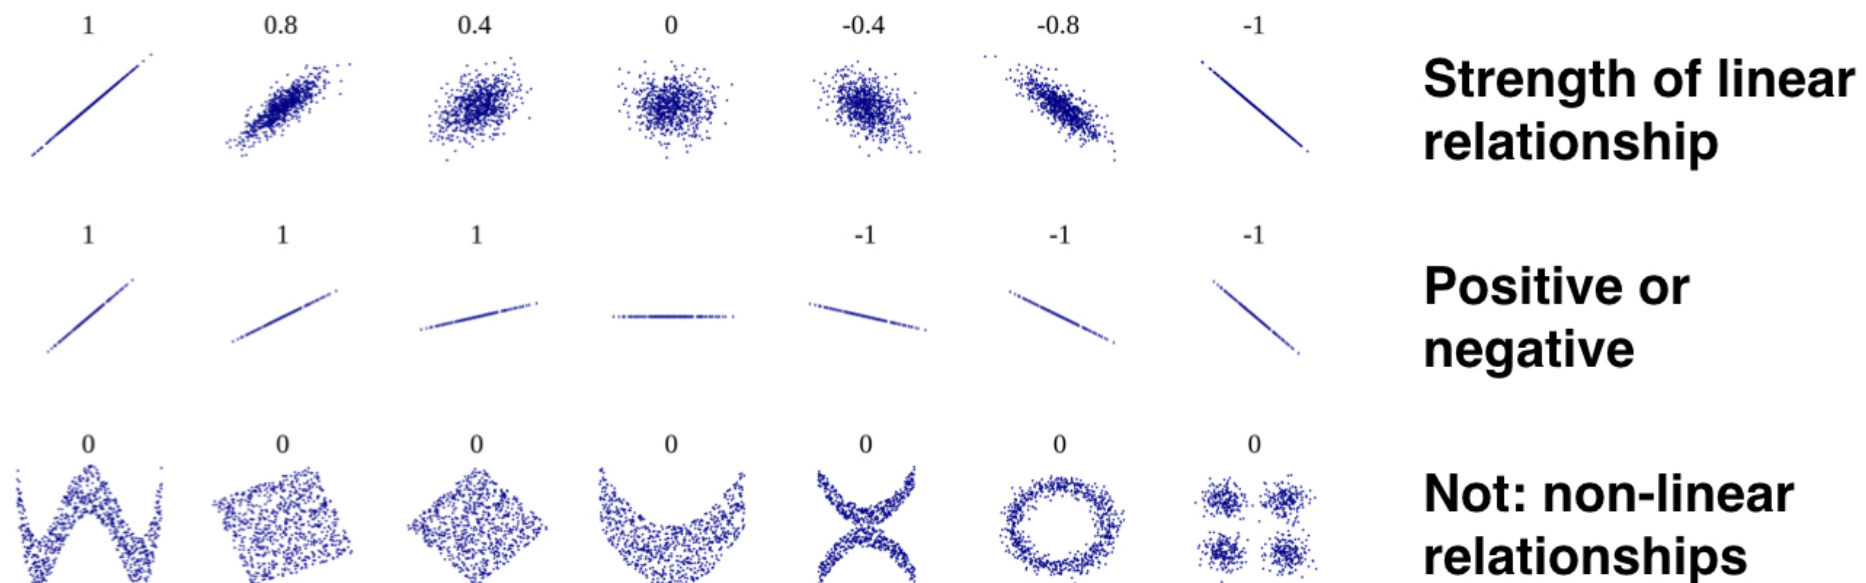 1 0.8 0.4 0 -0.4 -0.8 -1
Strength of linear
relationship
1 1 1 -1 -1 -1
Positive or
negative
0 0 0 0 0 0 0
Not: non-linear
relationships